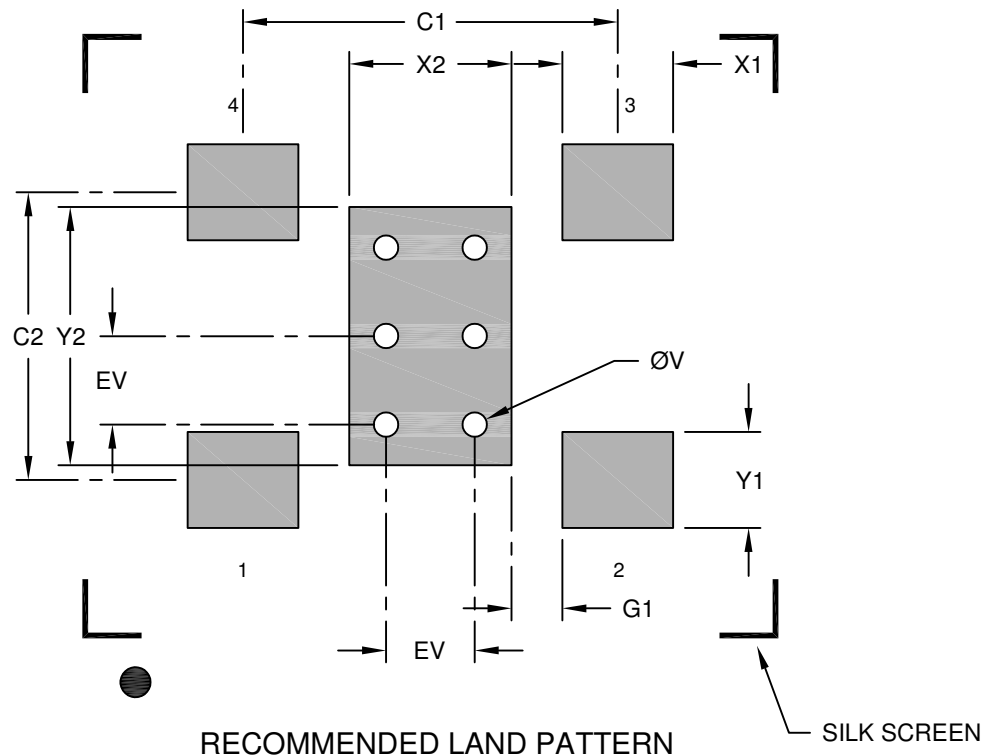 C1
X2
X1
4
3
C2
Y2
EV
ØV
Y1
1
2
G1
EV
SILK SCREEN
RECOMMENDED LAND PATTERN